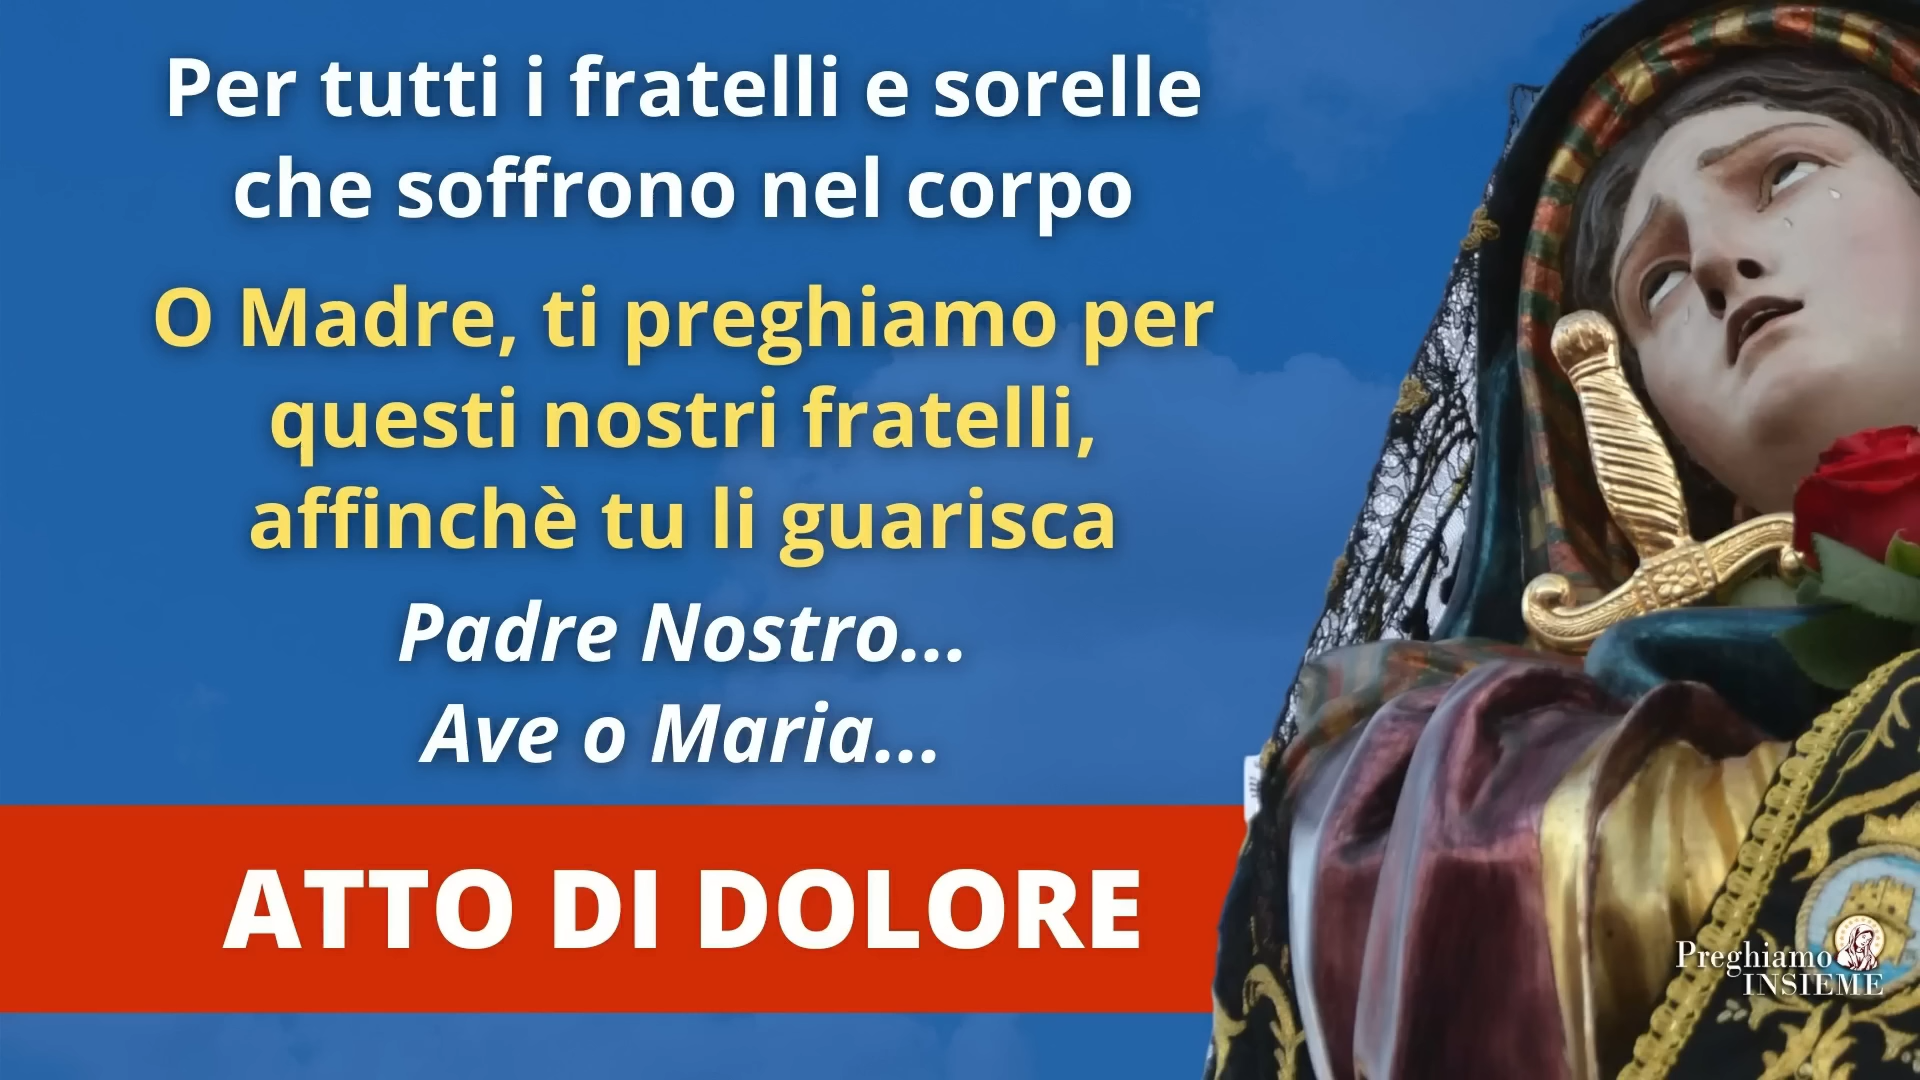 Per tutti i fratelli e sorelle
che soffrono nel corpo
O Madre, ti preghiamo per
questi nostri fratelli,
affinchè tu li guarisca
Padre Nostro...
Ave o Maria...
ATTO DI DOLORE
Preghiamo
INSIEME